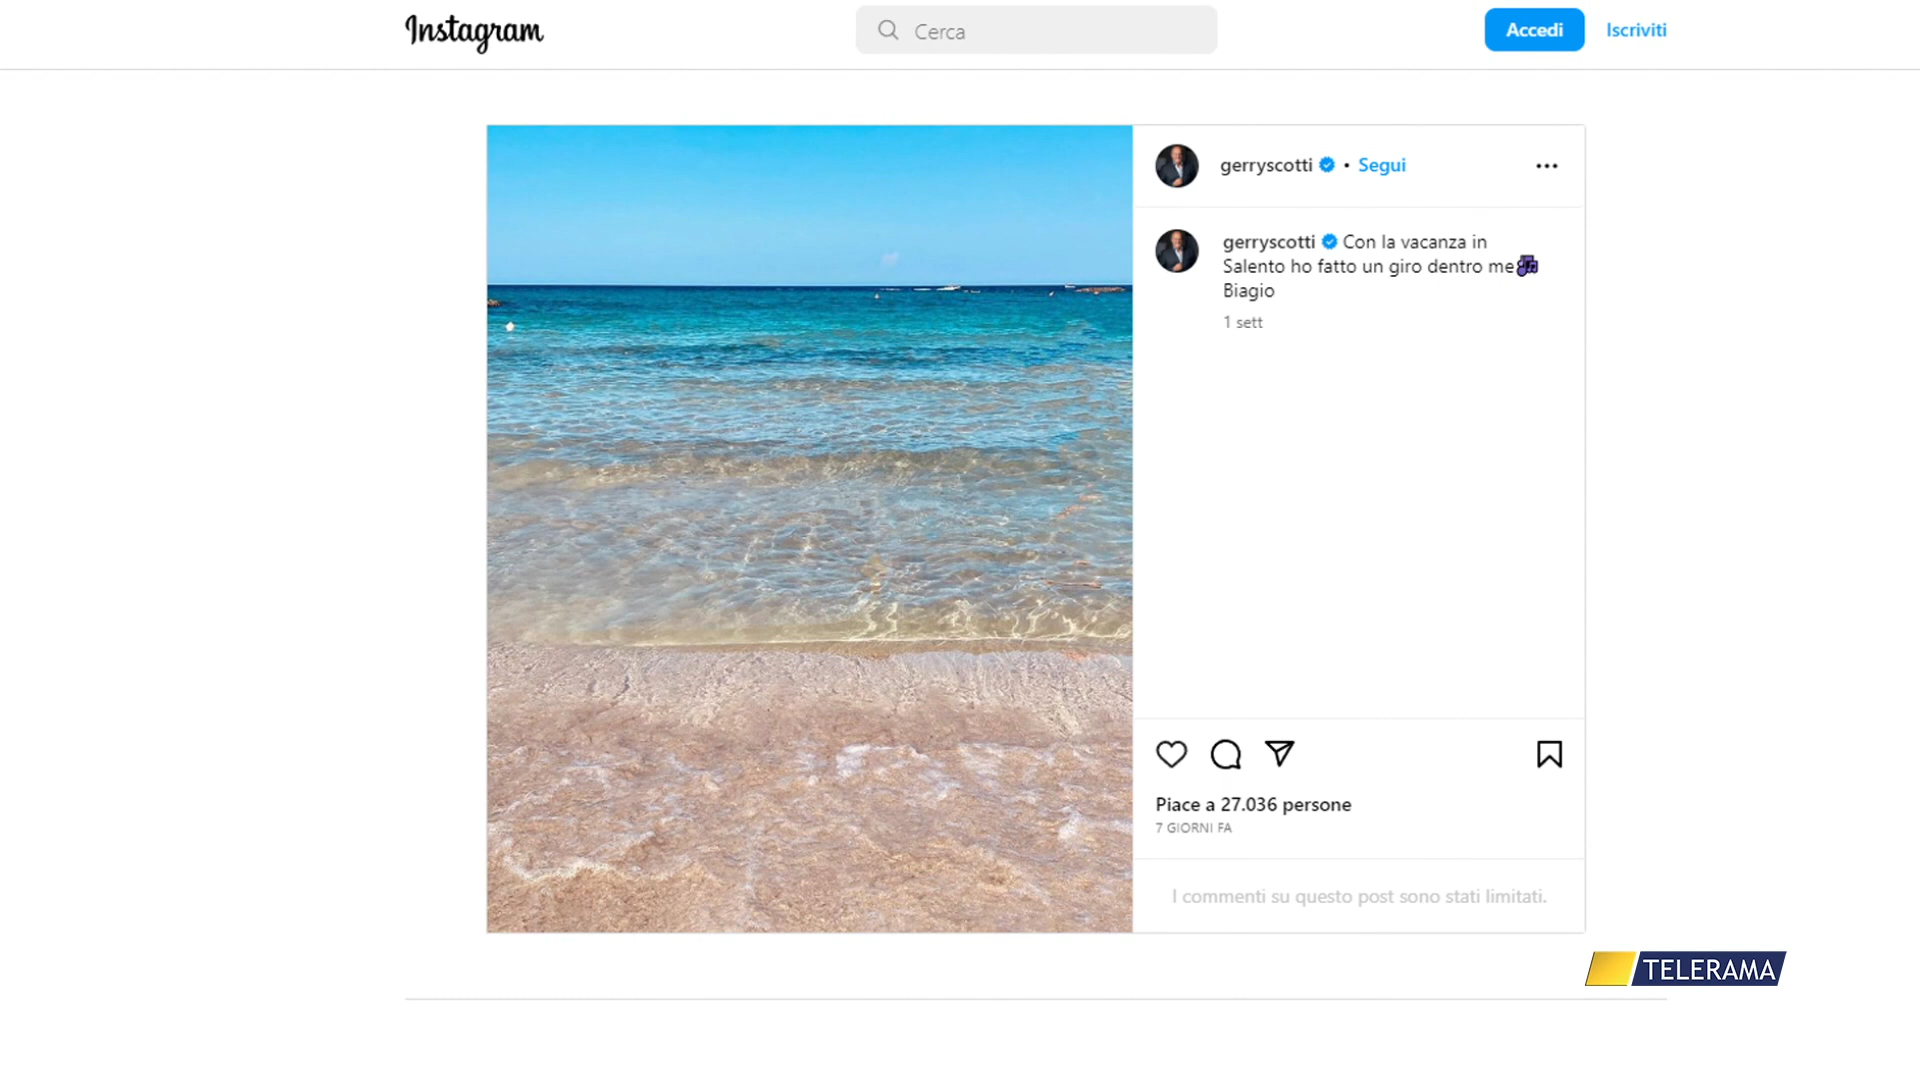 Instagram
Cerca
Accedi
Iscriviti
gerryscotti • Segui
gerryscotti Con la vacanza in
Salento ho fatto un giro dentro me🎶
Biagio
1 sett
Piace a 27.036 persone
7 GIORNI FA
I commenti su questo post sono stati limitati.
TELERAMA